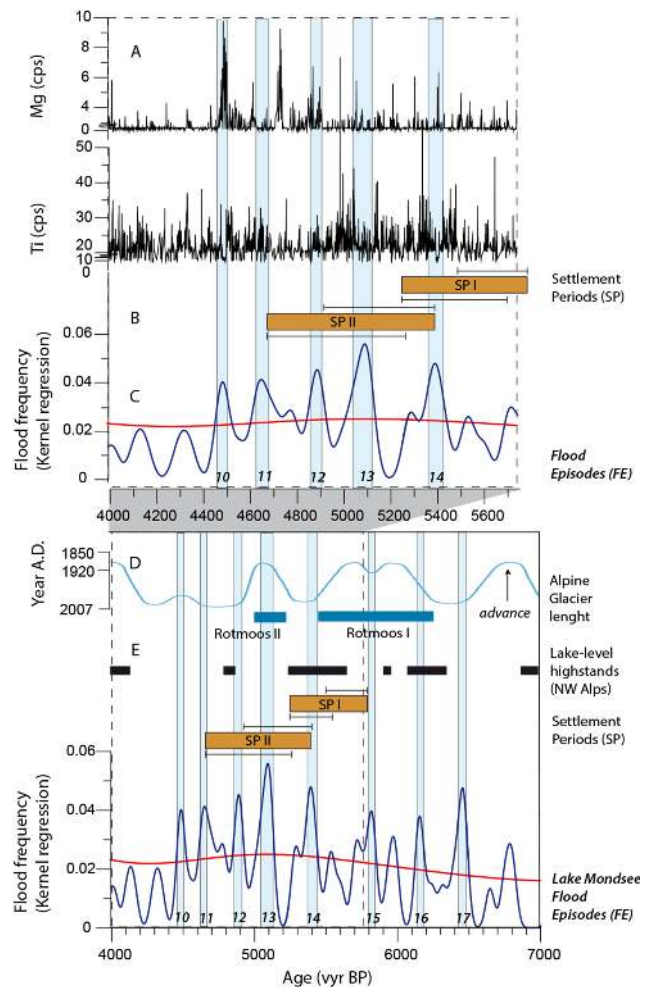 10
A
8
6
4
2
0
Mg (cps)
50
40
30
20
10
0
Ti (cps)
SP I
Settlement
Periods (SP)
B
SP II
0.06
C
0.04
0.02
0
Flood frequency
(Kernel regression)
10 11 12 13 14
Flood
Episodes (FE)
4000 4200 4400 4600 4800 5000 5200 5400 5600
1850
1920
2007
Year A.D.
D
Alpine
Glacier
lenght
advance
Rotmoos II
Rotmoos I
E
Lake-level
highstands
(NW Alps)
SP I
SP II
Settlement
Periods (SP)
0.06
0.04
0.02
0
Flood frequency
(Kernel regression)
10 11 12 13 14 15 16 17
Lake Mondsee
Flood
Episodes (FE)
4000 5000 6000 7000
Age (vyr BP)